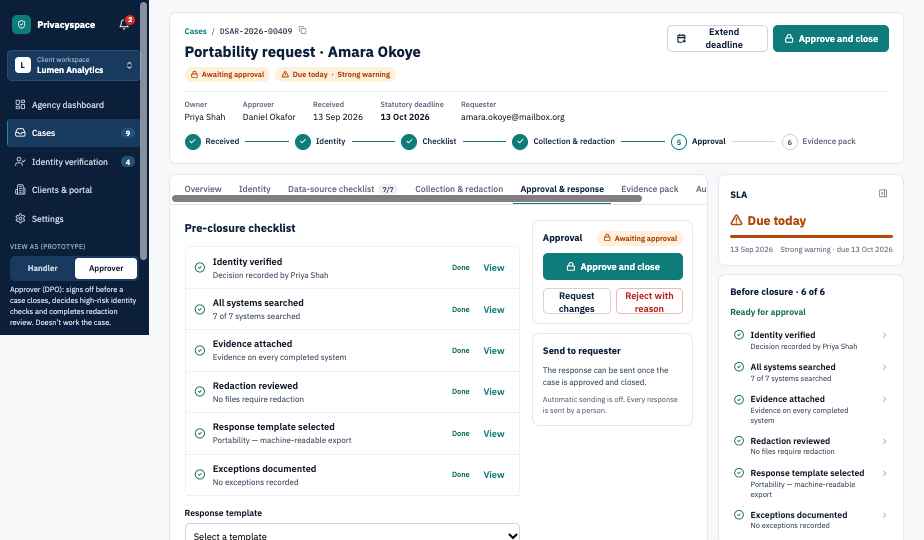 Privacyspace
2
L
Client workspace
Lumen Analytics
Agency dashboard
Cases
9
Identity verification
4
Clients & portal
Settings
VIEW AS (PROTOTYPE)
Handler
Approver
Approver (DPO): signs off before a
case closes, decides high-risk identity
checks and completes redaction
review. Doesn't work the case.
Cases / DSAR-2026-00409
Portability request · Amara Okoye
Awaiting approval
Due today · Strong warning
Extend
deadline
Approve and close
Owner
Priya Shah
Approver
Daniel Okafor
Received
13 Sep 2026
Statutory deadline
13 Oct 2026
Requester
amara.okoye@mailbox.org
Received
Identity
Checklist
Collection & redaction
5
Approval
6
Evidence pack
Overview
Identity
Data-source checklist 7/7
Collection & redaction
Approval & response
Evidence pack
Au
Pre-closure checklist
Identity verified
Decision recorded by Priya Shah
Done
View
All systems searched
7 of 7 systems searched
Done
View
Evidence attached
Evidence on every completed system
Done
View
Redaction reviewed
No files require redaction
Done
View
Response template selected
Portability — machine-readable export
Done
View
Exceptions documented
No exceptions recorded
Done
View
Response template
Select a template
Approval
Awaiting approval
Approve and close
Request
changes
Reject with
reason
Send to requester
The response can be sent once the
case is approved and closed.
Automatic sending is off. Every response
is sent by a person.
SLA
Due today
13 Sep 2026
Strong warning · due 13 Oct 2026
Before closure · 6 of 6
Ready for approval
Identity verified
Decision recorded by Priya Shah
All systems searched
7 of 7 systems searched
Evidence attached
Evidence on every completed
system
Redaction reviewed
No files require redaction
Response template selected
Portability — machine-readable
export
Exceptions documented
No exceptions recorded